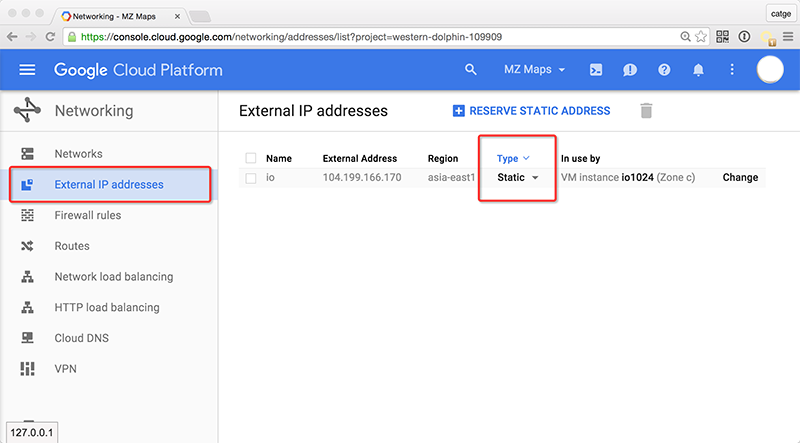 Networking - MZ Maps
catge
https://console.cloud.google.com/networking/addresses/list?project=western-dolphin-109909
Google Cloud Platform
MZ Maps
Networking
External IP addresses
RESERVE STATIC ADDRESS
Networks
External IP addresses
Firewall rules
Routes
Network load balancing
HTTP load balancing
Cloud DNS
VPN
Name External Address Region Type In use by
io 104.199.166.170 asia-east1 Static VM instance io1024 (Zone c) Change
127.0.0.1